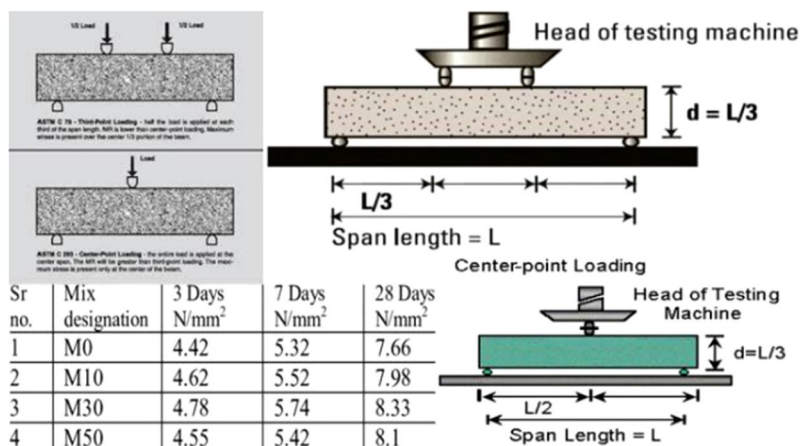 1/2 Load
1/2 Load
ASTM C 78 - Third-Point Loading - half the load is applied at each
third of the span length. MR is lower than center-point loading. Maximum
stress is present over the center 1/3 portion of the beam.
Load
ASTM C 293 - Center-Point Loading - the entire load is applied at the
center span. The MR will be greater than third-point loading. The maxi-
mum stress is present only at the center of the beam.
Head of testing machine
d = L/3
L/3
Span length = L
Center-point Loading
Head of Testing
Machine
d=L/3
L/2
Span Length = L
Sr no. Mix designation 3 Days N/mm² 7 Days N/mm² 28 Days N/mm²
1 M0 4.42 5.32 7.66
2 M10 4.62 5.52 7.98
3 M30 4.78 5.74 8.33
4 M50 4.55 5.42 8.1